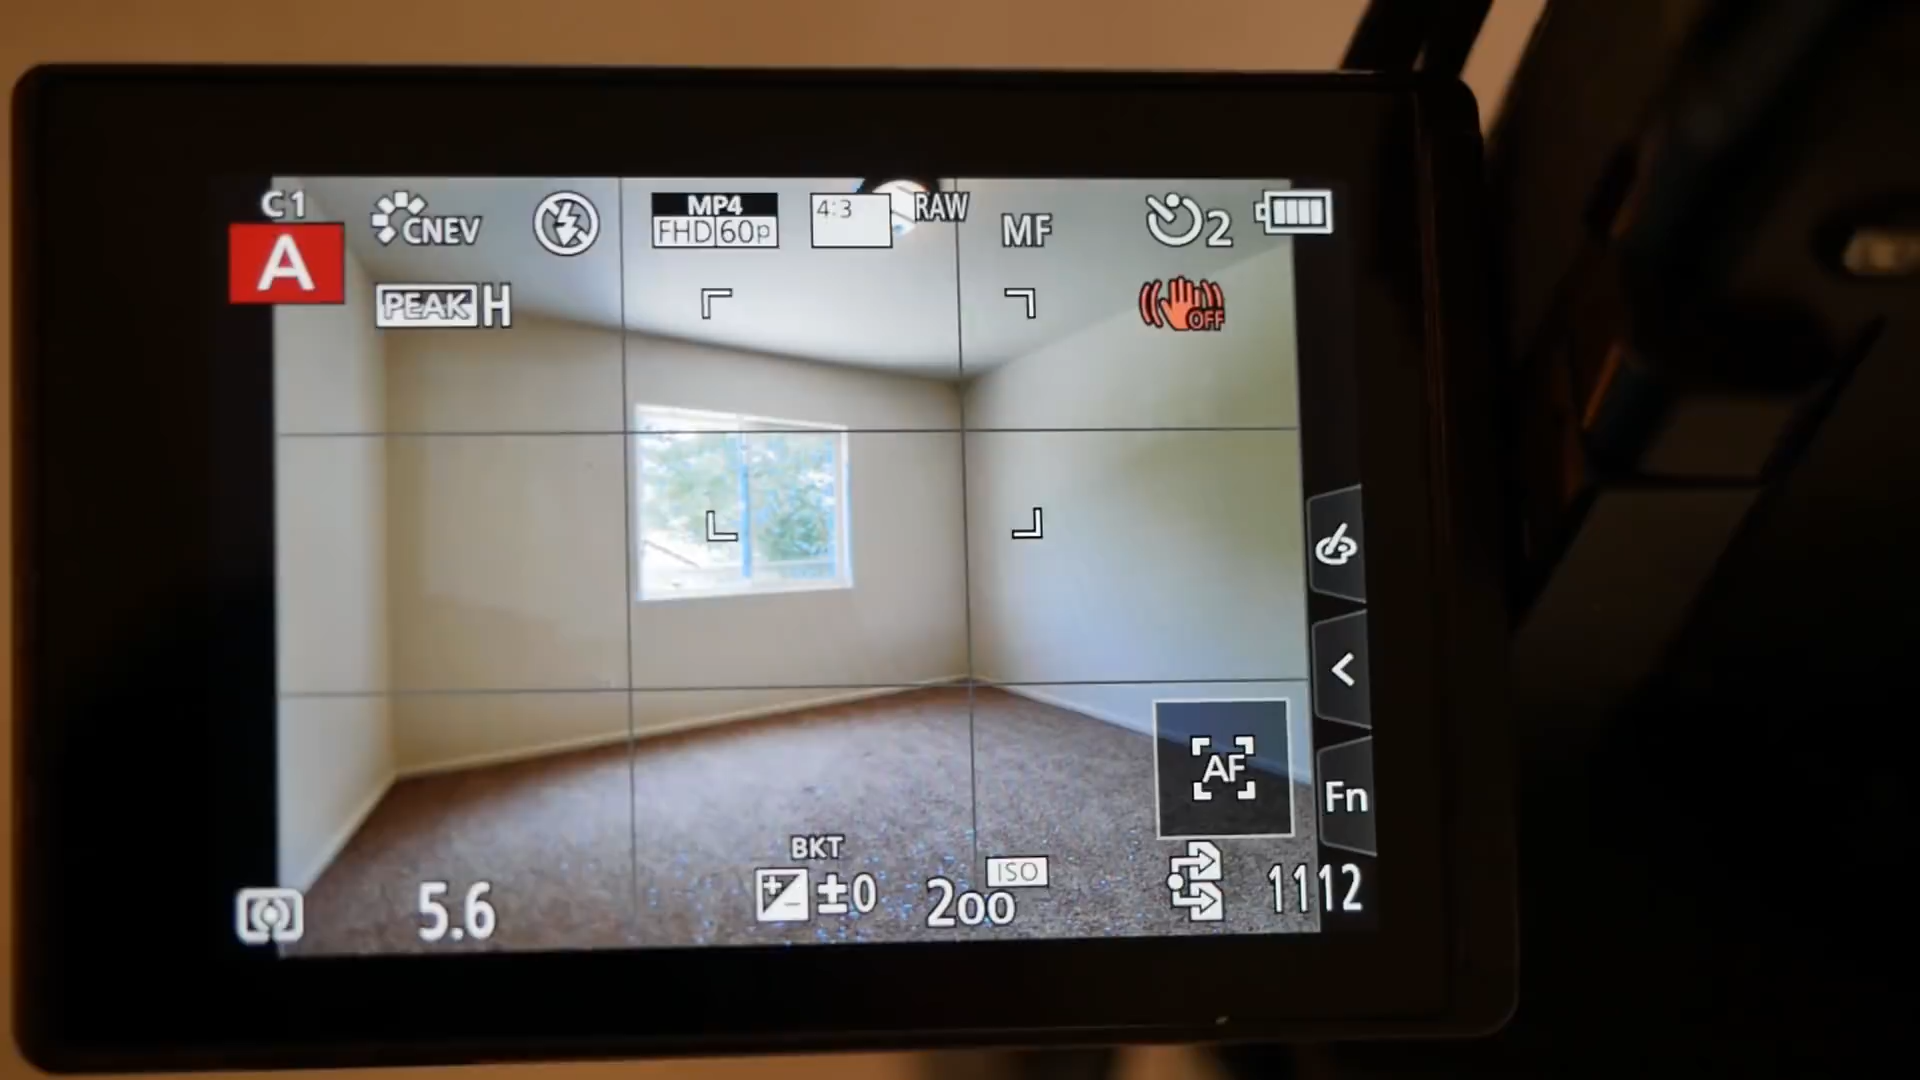 C1
A
CNEV
MP4
FHD 60p
4:3
RAW
MF
2
PEAK H
OFF
AF
<
Fn
BKT
5.6
±0
200
ISO
1112